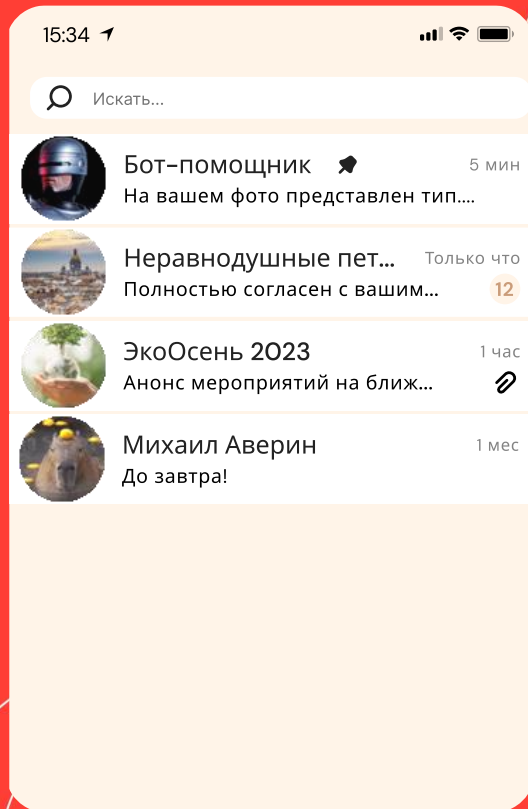 15:34
Искать...
Бот-помощник
5 мин
На вашем фото представлен тип....
Неравнодушные пет...
Только что
Полностью согласен с вашим...
12
ЭкоОсень 2023
1 час
Анонс мероприятий на ближ...
Михаил Аверин
1 мес
До завтра!